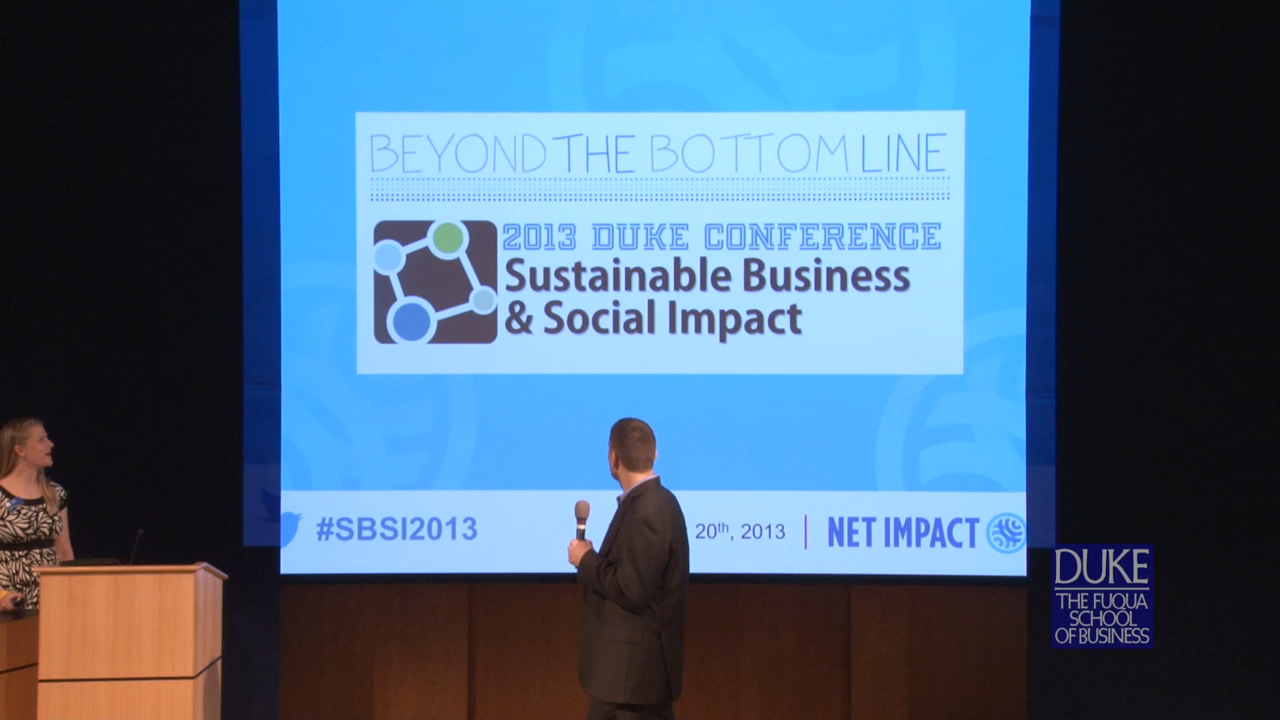 BEYOND THE BOTTOM LINE
2013 DUKE CONFERENCE
Sustainable Business
& Social Impact
#SBSI2013
20th, 2013 | NET IMPACT
DUKE
THE FUQUA
SCHOOL
OF BUSINESS